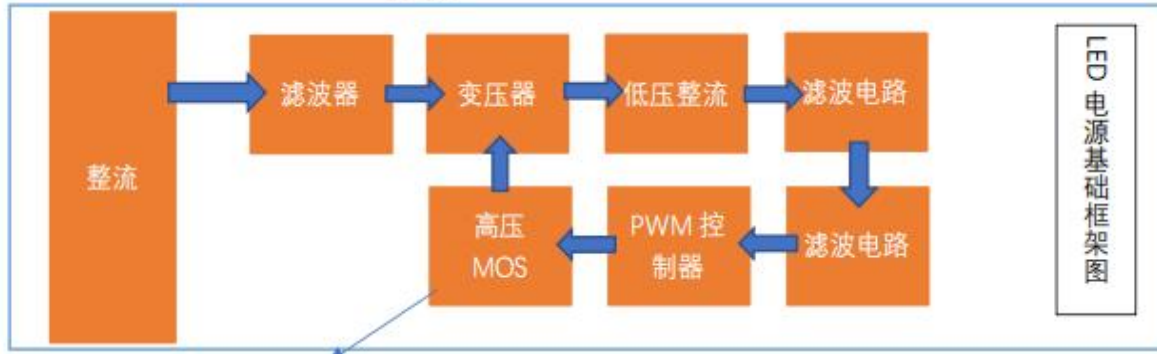 整流
滤波器
变压器
低压整流
滤波电路
高压
MOS
PWM 控
制器
滤波电路
LED 电源基础框架图